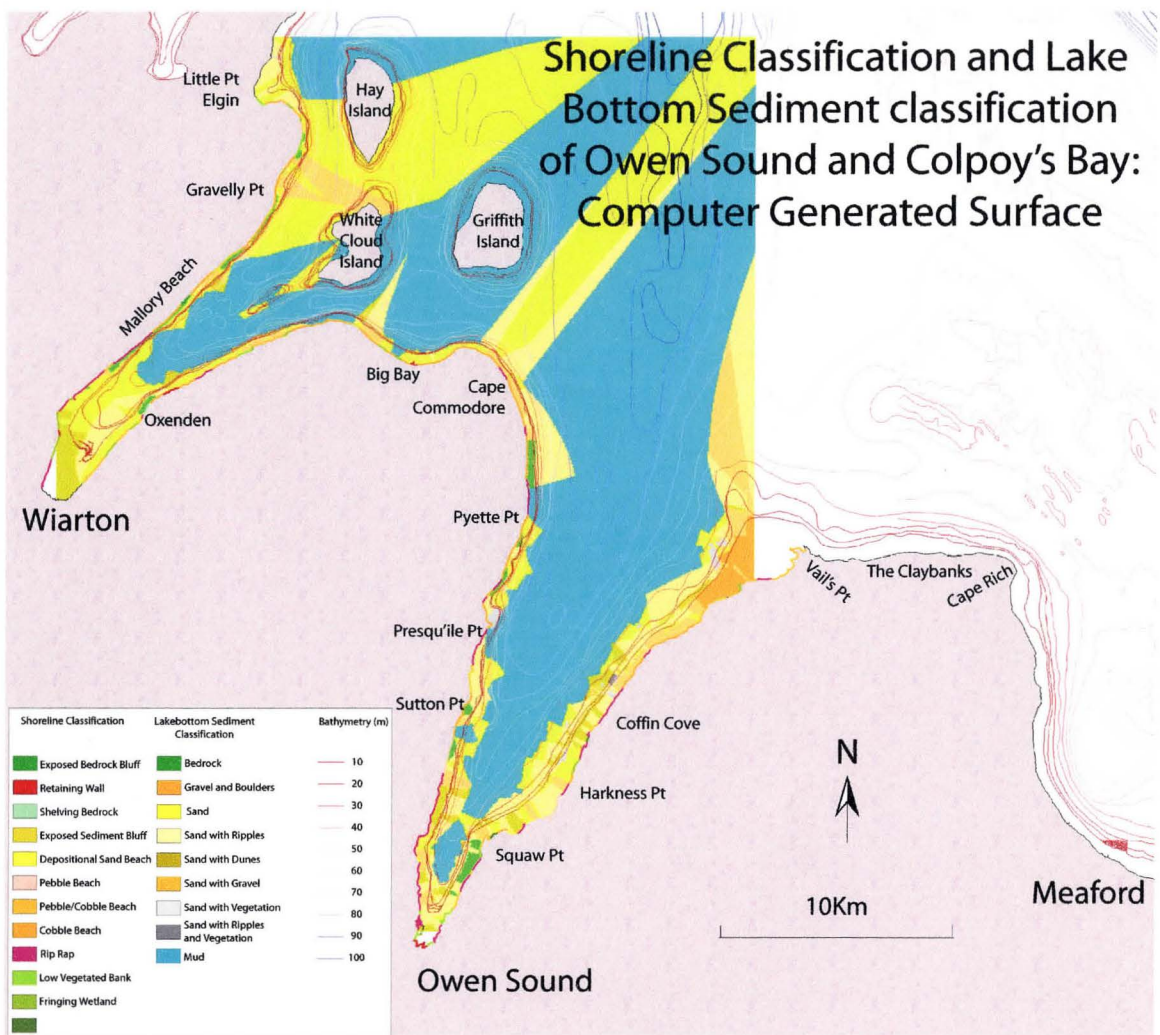 Shoreline Classification and Lake
Bottom Sediment classification
of Owen Sound and Colpoy's Bay:
Computer Generated Surface
Little Pt
Elgin
Hay
Island
Gravelly Pt
White
Cloud
Island
Griffith
Island
Mallory Beach
Big Bay
Cape
Commodore
Oxenden
Wiarton
Pyette Pt
Vail's Pt
The Claybanks
Cape Rich
Presqu'ile Pt
Sutton Pt
Coffin Cove
Harkness Pt
Squaw Pt
N
10Km
Meaford
Owen Sound
Shoreline Classification
Exposed Bedrock Bluff
Retaining Wall
Shelving Bedrock
Exposed Sediment Bluff
Depositional Sand Beach
Pebble Beach
Pebble/Cobble Beach
Cobble Beach
Rip Rap
Low Vegetated Bank
Fringing Wetland
Lakebottom Sediment
Classification
Bedrock
Gravel and Boulders
Sand
Sand with Ripples
Sand with Dunes
Sand with Gravel
Sand with Vegetation
Sand with Ripples
and Vegetation
Mud
Bathymetry (m)
10
20
30
40
50
60
70
80
90
100